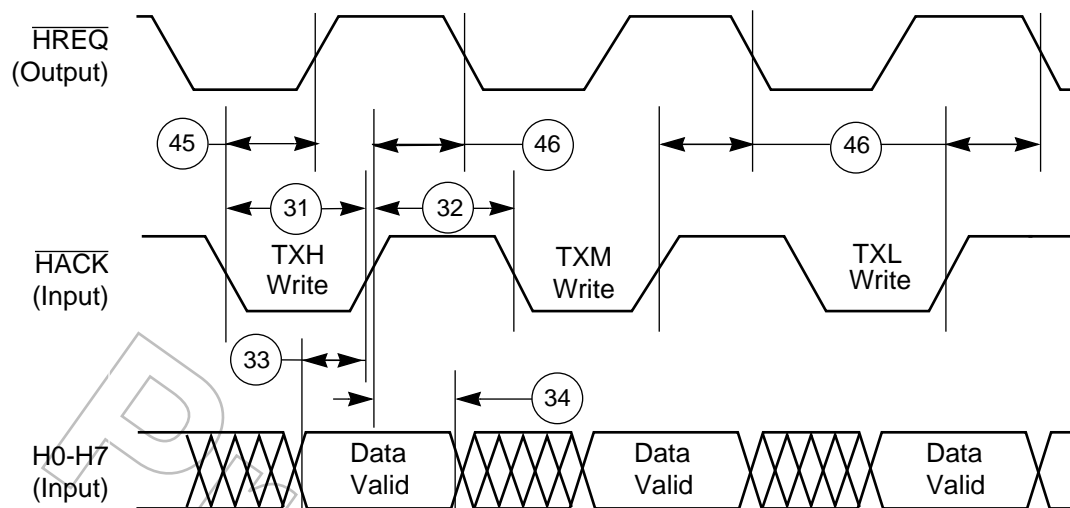 HREQ
(Output)
45
46
46
31
32
HACK
(Input)
TXH
Write
TXM
Write
TXL
Write
33
34
H0-H7
(Input)
Data
Valid
Data
Valid
Data
Valid